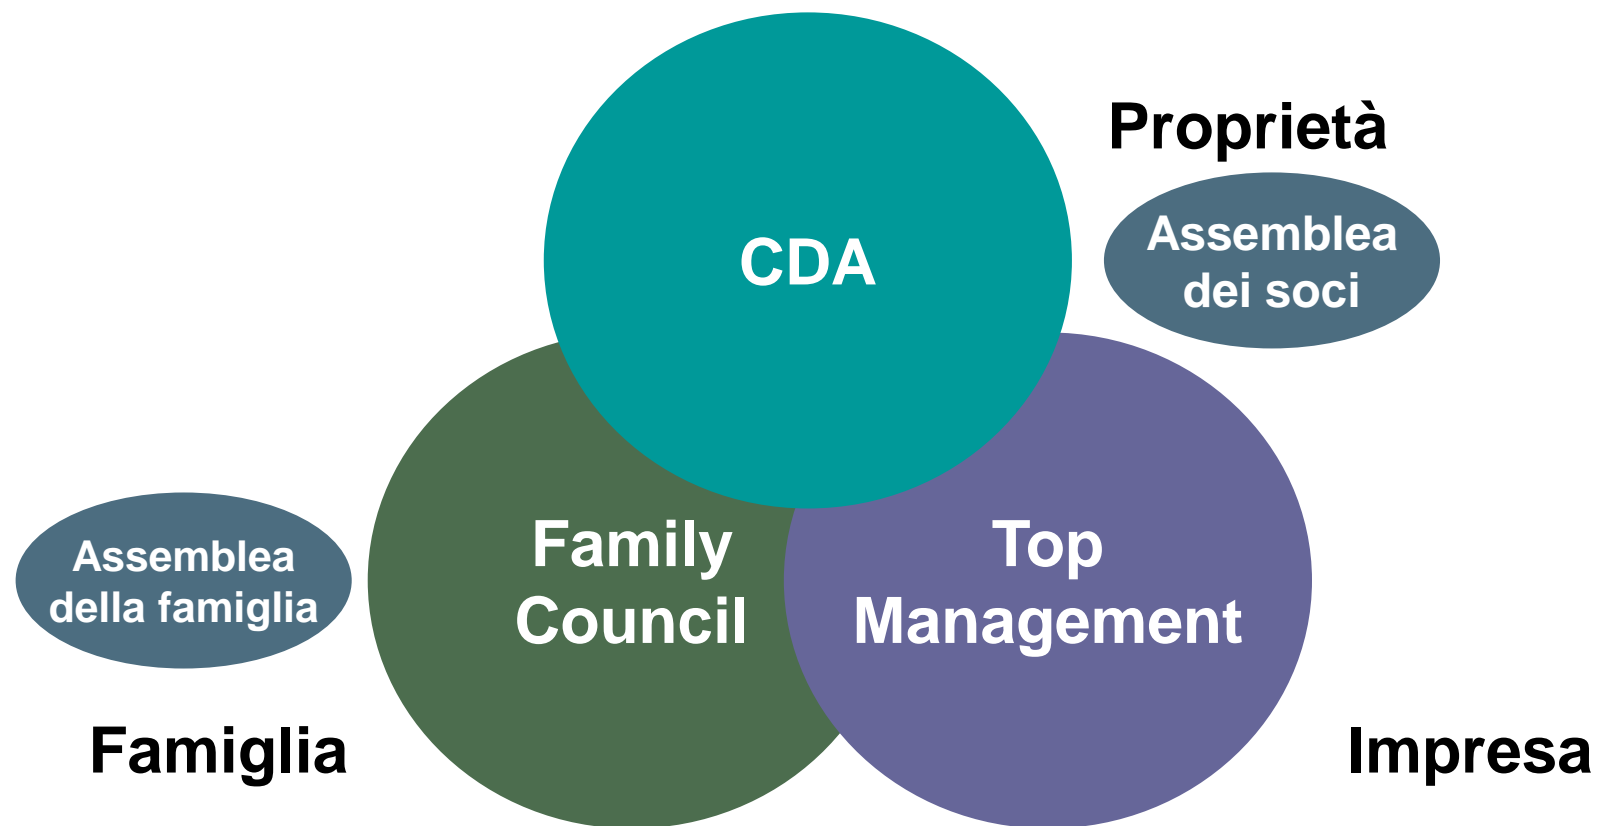 Proprietà
Assemblea
dei soci
CDA
Family
Council
Top
Management
Assemblea
della famiglia
Famiglia
Impresa